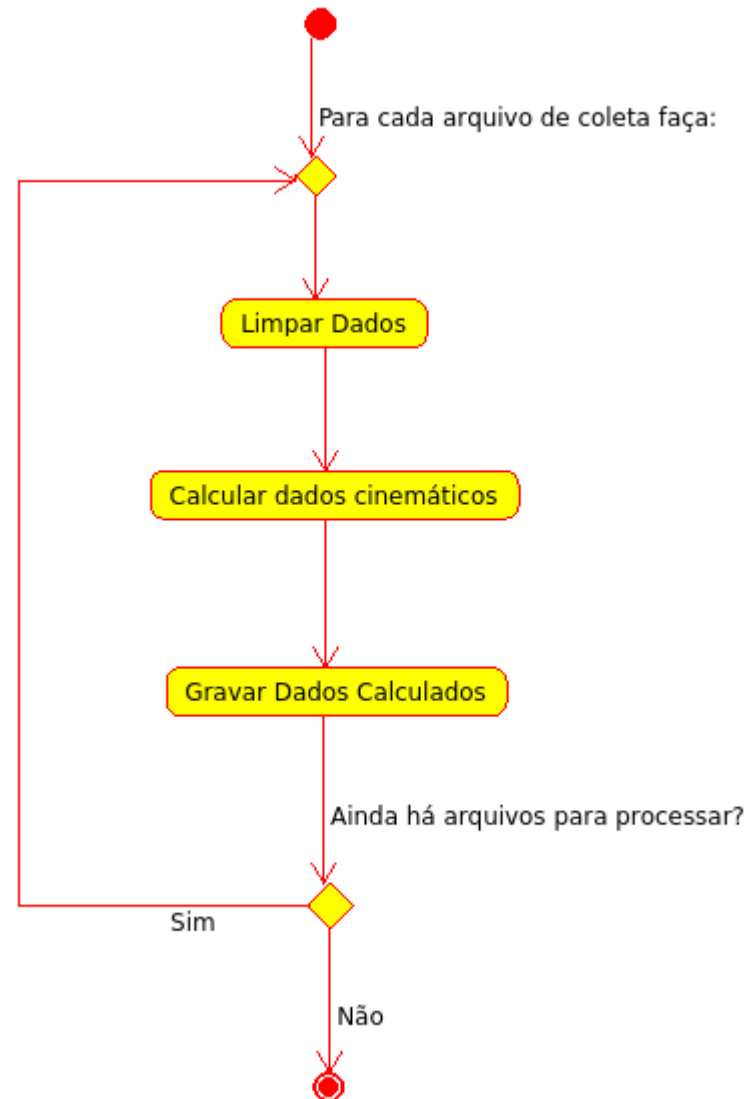 Para cada arquivo de coleta faça:
Limpar Dados
Calcular dados cinemáticos
Gravar Dados Calculados
Ainda há arquivos para processar?
Sim
Não